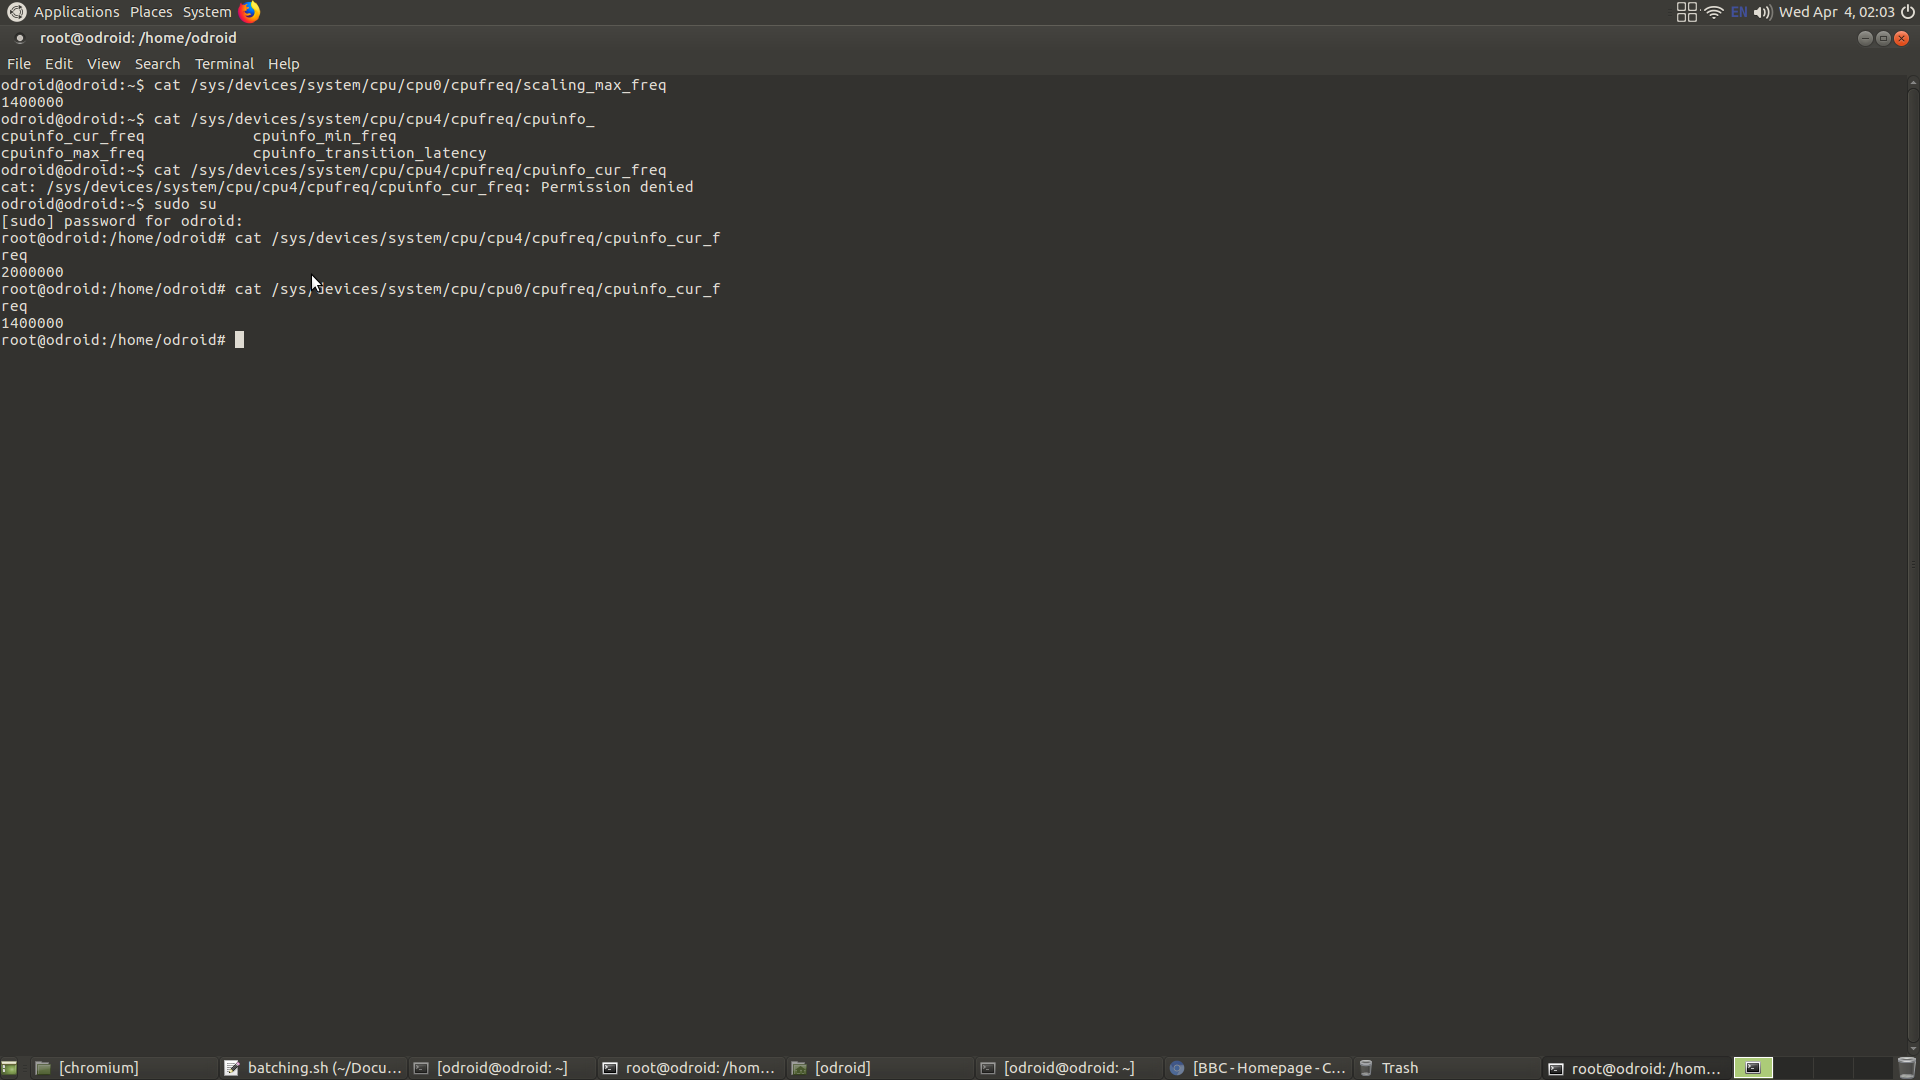 Applications Places System EN Wed Apr 4, 02:03
root@odroid: /home/odroid
File Edit View Search Terminal Help
odroid@odroid:~$ cat /sys/devices/system/cpu/cpu0/cpufreq/scaling_max_freq
1400000
odroid@odroid:~$ cat /sys/devices/system/cpu/cpu4/cpufreq/cpuinfo_
cpuinfo_cur_freq cpuinfo_min_freq
cpuinfo_max_freq cpuinfo_transition_latency
odroid@odroid:~$ cat /sys/devices/system/cpu/cpu4/cpufreq/cpuinfo_cur_freq
cat: /sys/devices/system/cpu/cpu4/cpufreq/cpuinfo_cur_freq: Permission denied
odroid@odroid:~$ sudo su
[sudo] password for odroid:
root@odroid:/home/odroid# cat /sys/devices/system/cpu/cpu4/cpufreq/cpuinfo_cur_f
req
2000000
root@odroid:/home/odroid# cat /sys/devices/system/cpu/cpu0/cpufreq/cpuinfo_cur_f
req
1400000
root@odroid:/home/odroid#
[chromium] batching.sh (~/Docu... [odroid@odroid: ~] root@odroid: /hom... [odroid] [odroid@odroid: ~] [BBC - Homepage - C... Trash root@odroid: /hom...